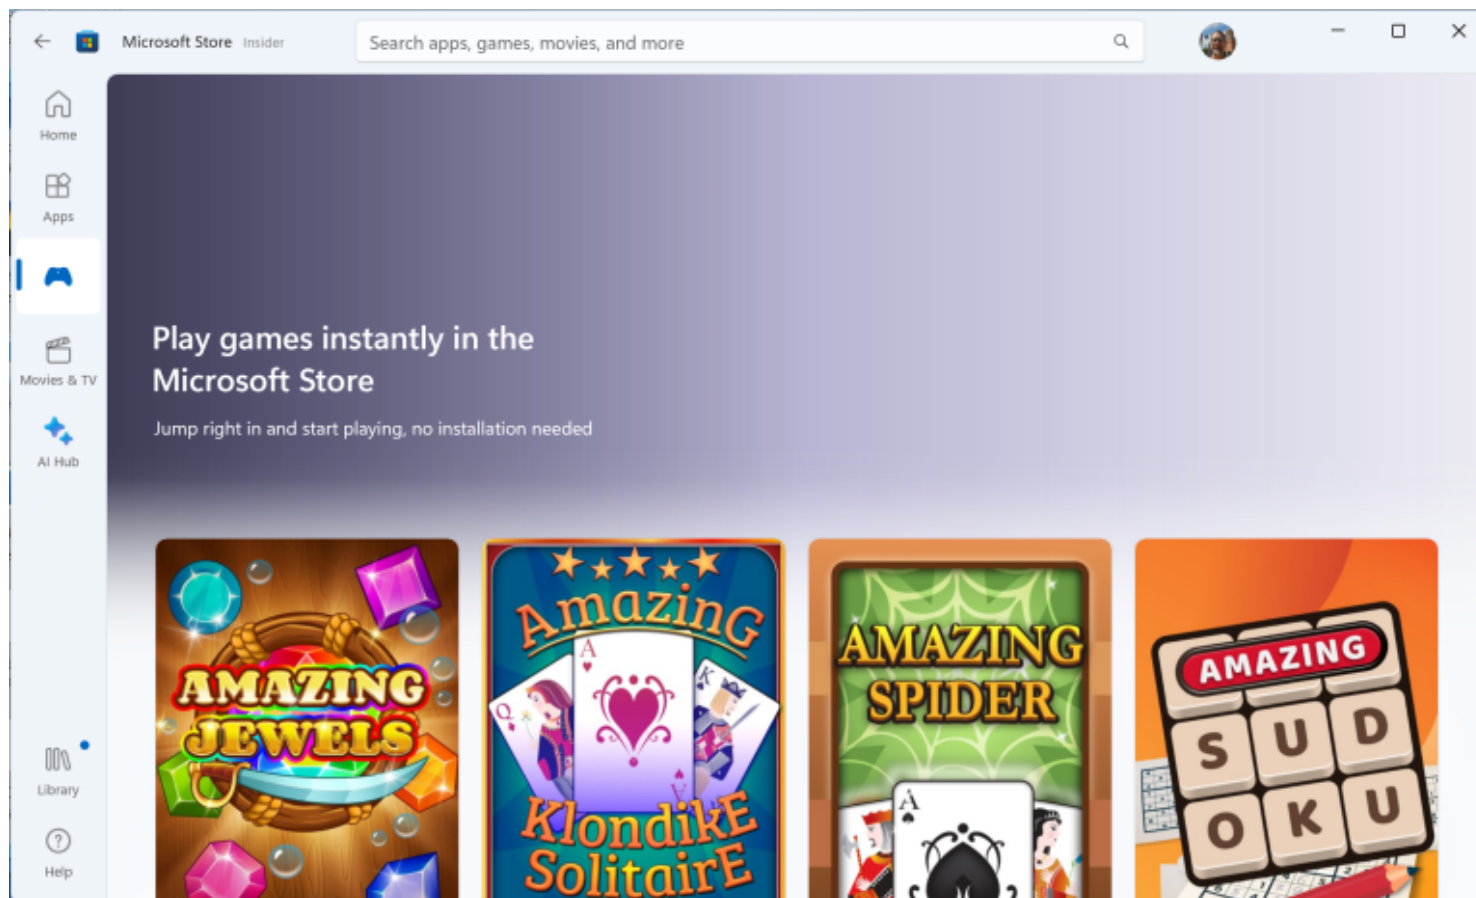 Microsoft Store Insider
Search apps, games, movies, and more
Home
Apps
Movies & TV
AI Hub
Library
Help
Play games instantly in the
Microsoft Store
Jump right in and start playing, no installation needed
AMAZING
JEWELS
AmazinG
Q
A
K
A
KlondikE
SolitairE
AMAZING
SPIDER
A
AMAZING
SUD
OKU